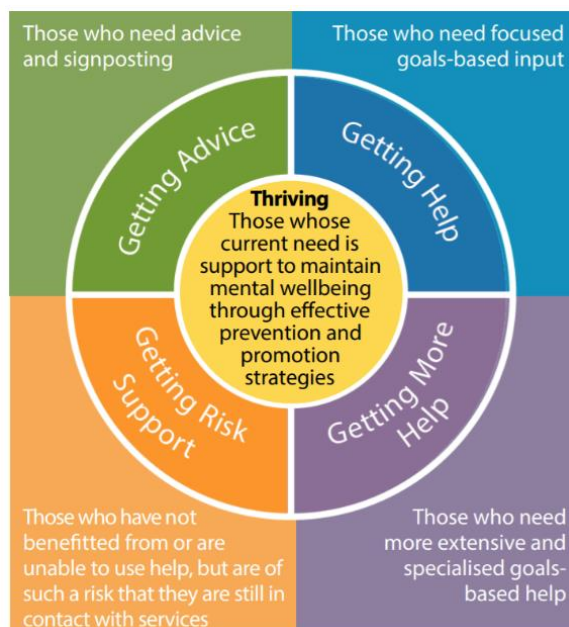 Those who need advice
and signposting
Those who need focused
goals-based input
Getting Advice
Getting Help
Thriving
Those whose
current need is
support to maintain
mental wellbeing
through effective
prevention and
promotion
strategies
Getting Risk
Support
Getting More
Help
Those who have not
benefitted from or are
unable to use help, but are of
such a risk that they are still in
contact with services
Those who need
more extensive and
specialised goals-
based help